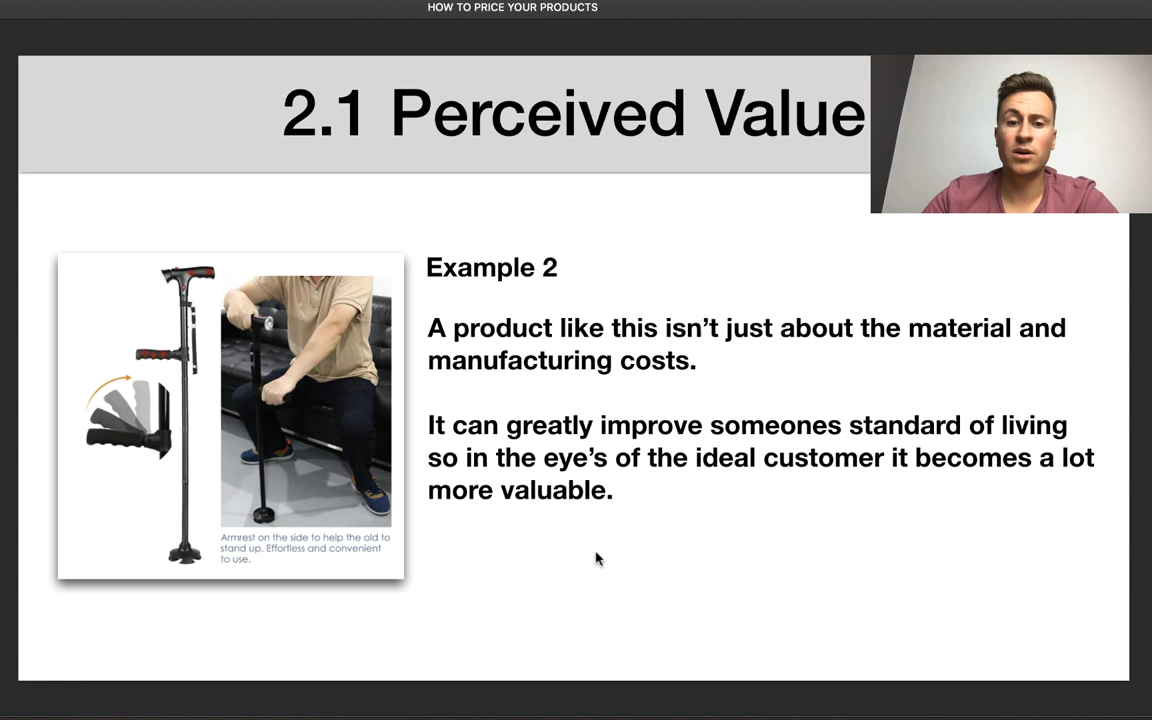 HOW TO PRICE YOUR PRODUCTS
2.1 Perceived Value
Example 2
A product like this isn’t just about the material and
manufacturing costs.
It can greatly improve someones standard of living
so in the eye’s of the ideal customer it becomes a lot
more valuable.
Armrest on the side to help the old to
stand up. Effortless and convenient
to use.